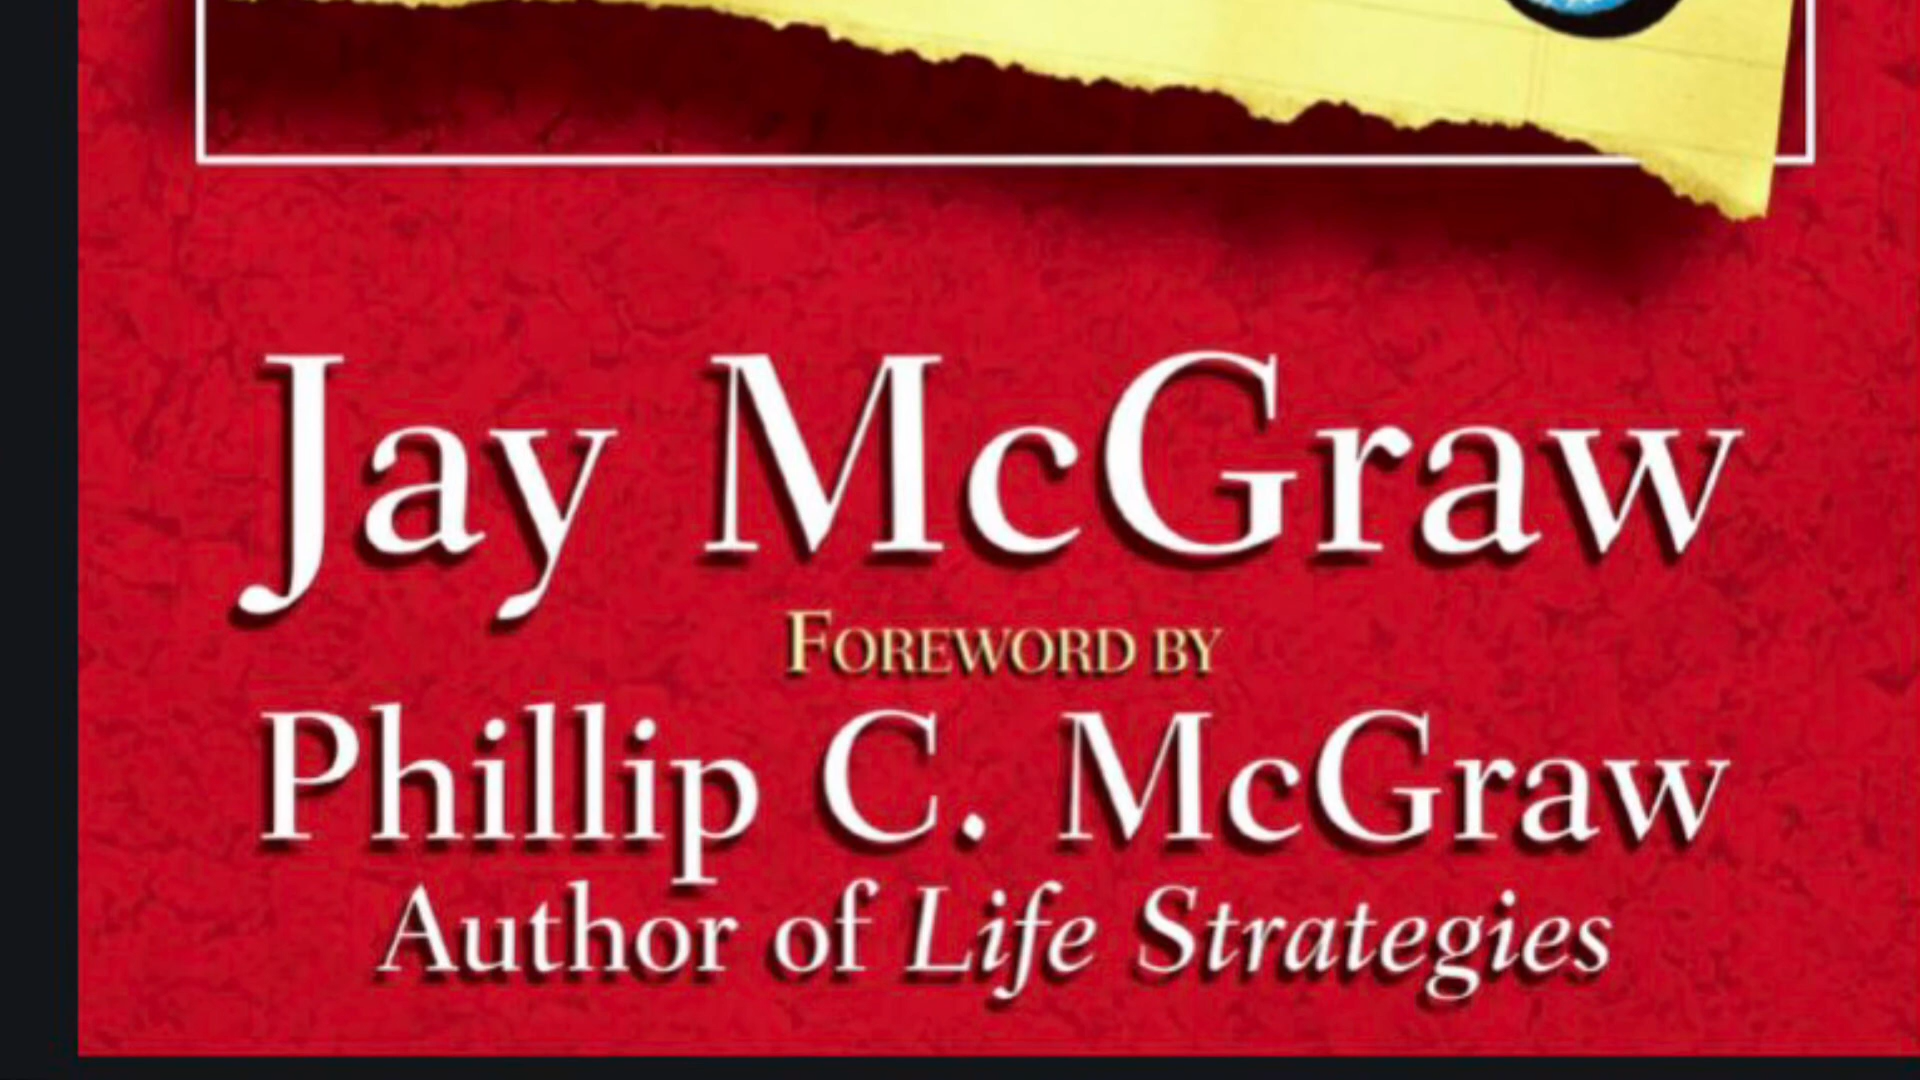 Jay McGraw
FOREWORD BY
Phillip C. McGraw
Author of Life Strategies